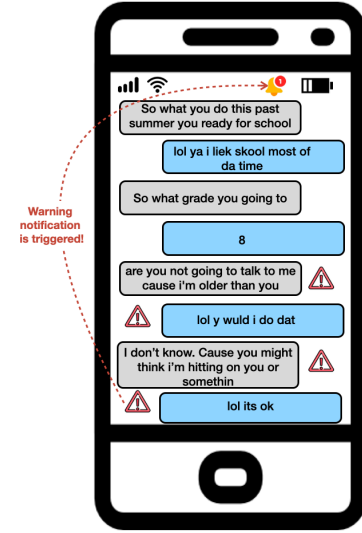 1
So what you do this past
summer you ready for school
lol ya i liek skool most of
da time
So what grade you going to
8
Warning
notification
is triggered!
are you not going to talk to me
cause i'm older than you
lol y wuld i do dat
I don't know. Cause you might
think i'm hitting on you or
somethin
lol its ok